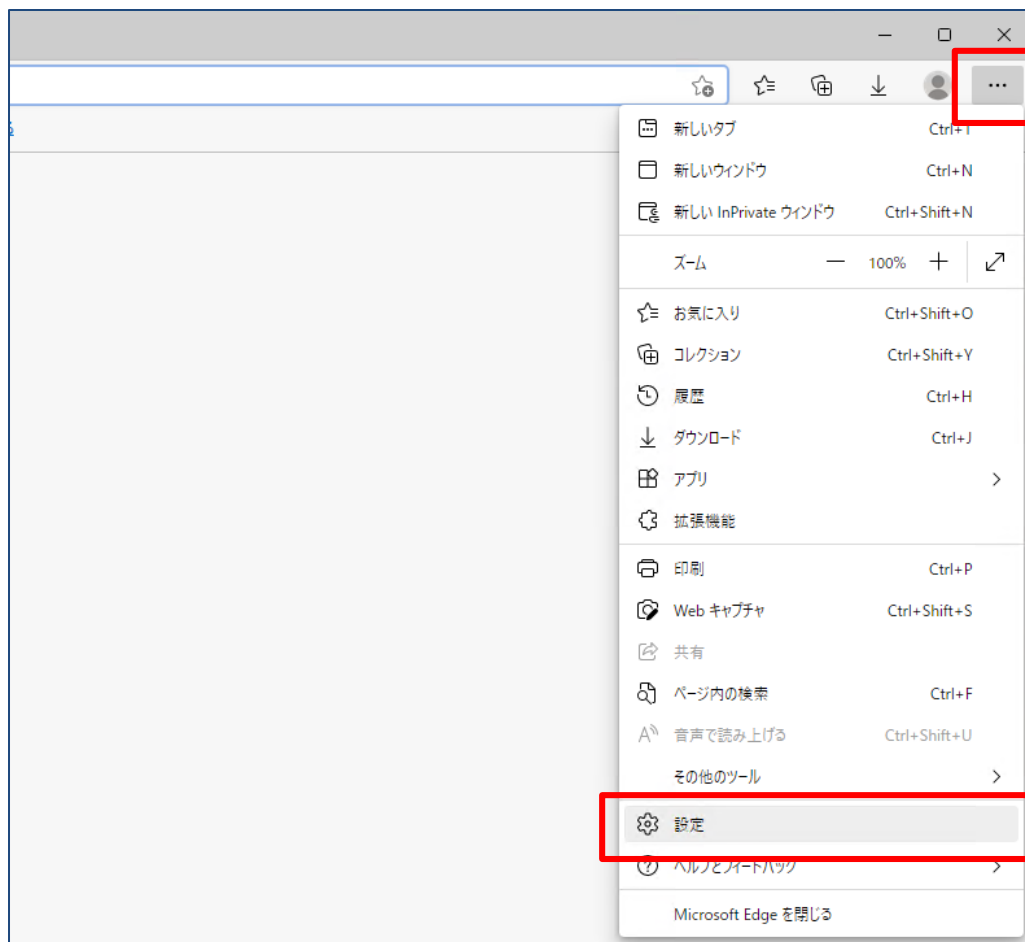 新しいタブ Ctrl+T
新しいウィンドウ Ctrl+N
新しい InPrivate ウィンドウ Ctrl+Shift+N
ズーム 100%
お気に入り Ctrl+Shift+O
コレクション Ctrl+Shift+Y
履歴 Ctrl+H
ダウンロード Ctrl+J
アプリ
拡張機能
印刷 Ctrl+P
Web キャプチャ Ctrl+Shift+S
共有
ページ内の検索 Ctrl+F
音声で読み上げる Ctrl+Shift+U
その他のツール
設定
ヘルプとフィードバック
Microsoft Edge を閉じる